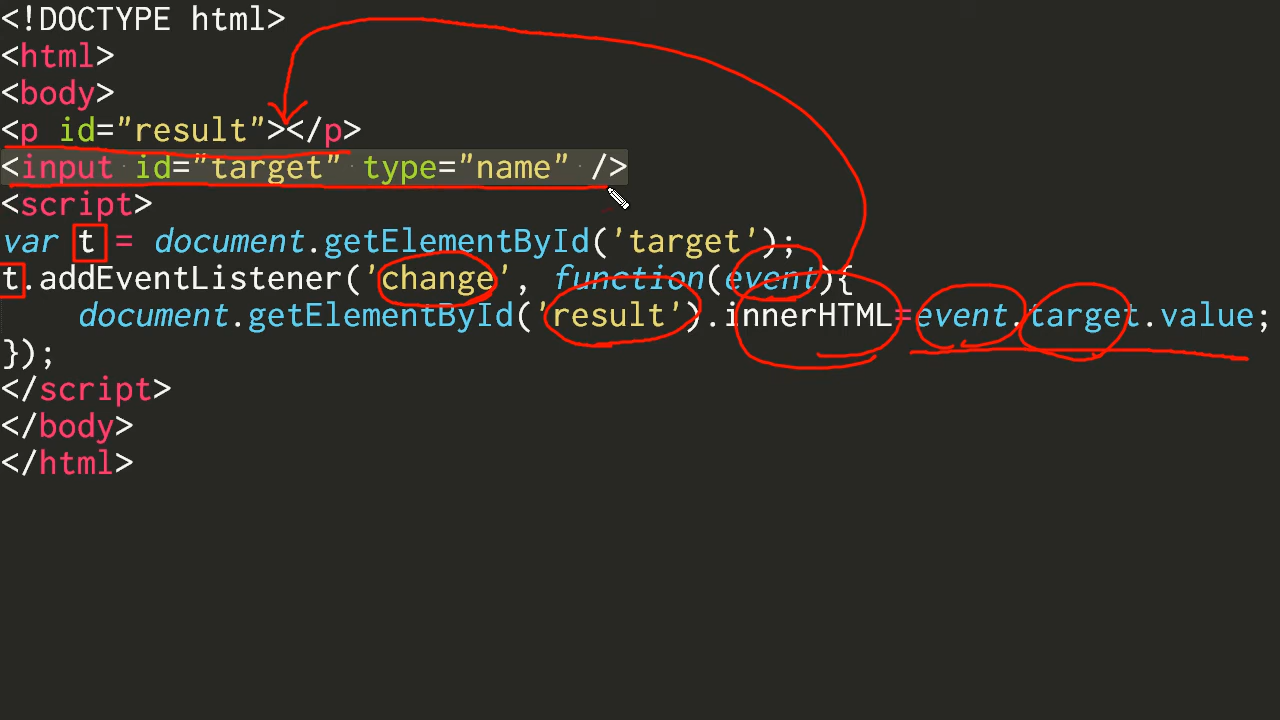 <!DOCTYPE html>
<html>
<body>
<p id="result"></p>
<input id="target" type="name" />
<script>
var t = document.getElementById('target');
t.addEventListener('change', function(event){
    document.getElementById('result').innerHTML=event.target.value;
});
</script>
</body>
</html>